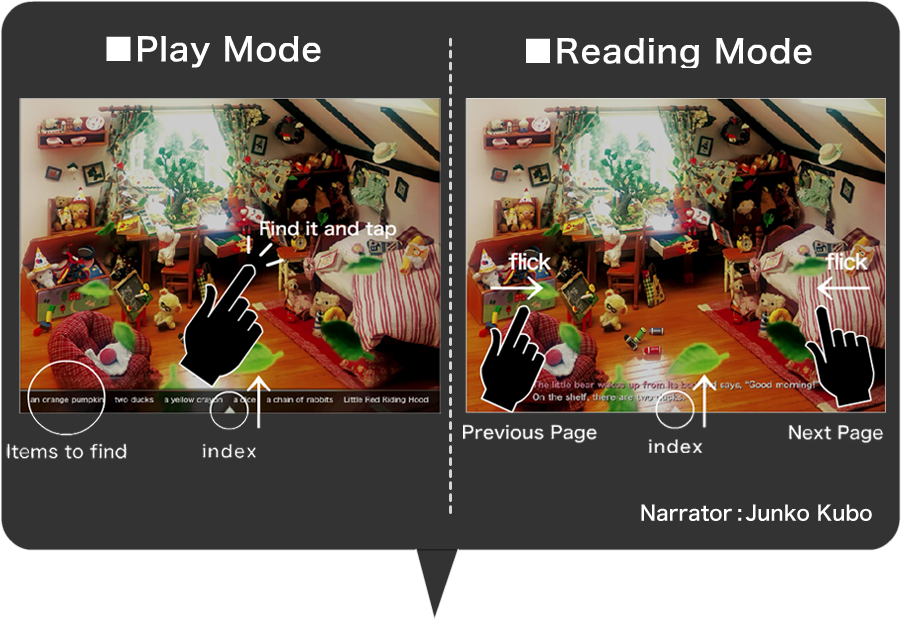 ■Play Mode
Find it and tap
an orange pumpkin two ducks a yellow crayon a dice a chain of rabbits Little Red Riding Hood
Items to find
index
■Reading Mode
flick
flick
The little bear wakes up from its and says, "Good morning!"
On the shelf, there are two ducks.
Previous Page
index
Next Page
Narrator:Junko Kubo